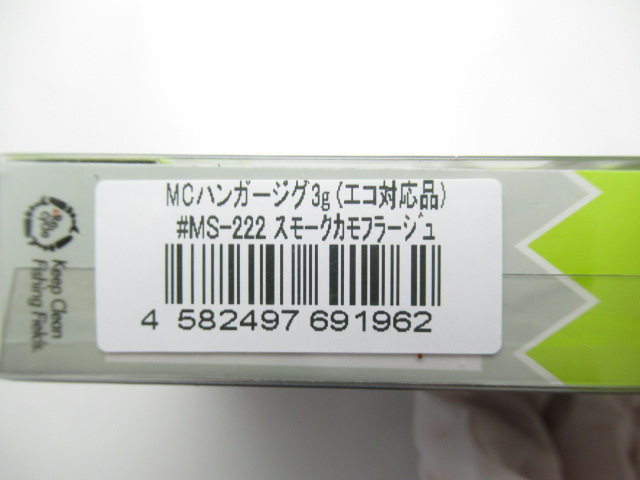 MCハンガージグ3g(エコ対応品)
#MS-222 スモークカモフラージュ
4 582497 691962
Keep Clean
Fishing Fields.